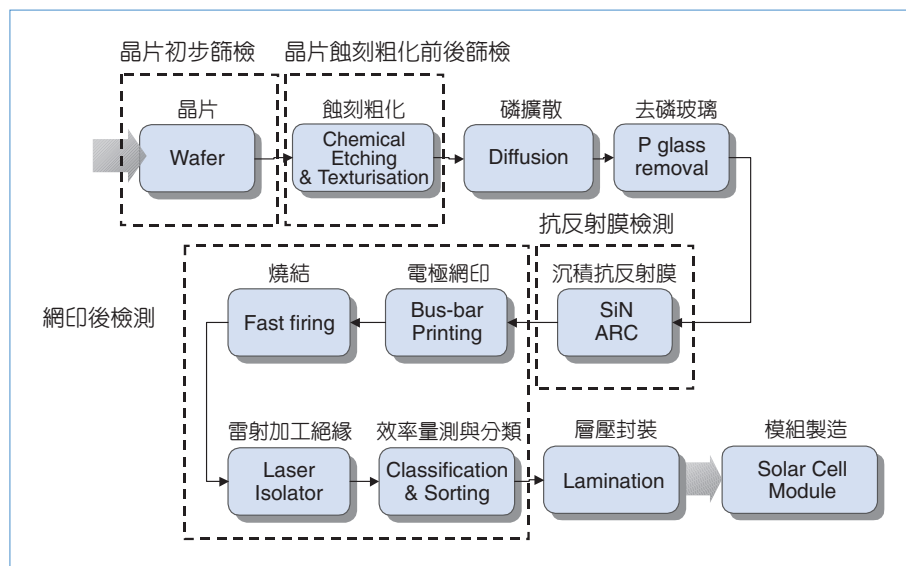 晶片初步篩檢
晶片蝕刻粗化前後篩檢
晶片
蝕刻粗化
磷擴散
去磷玻璃
Wafer
Chemical
Etching
& Texturisation
Diffusion
P glass
removal
抗反射膜檢測
燒結
電極網印
沉積抗反射膜
網印後檢測
Fast firing
Bus-bar
Printing
SiN
ARC
雷射加工絕緣
效率量測與分類
層壓封裝
模組製造
Laser
Isolator
Classification
& Sorting
Lamination
Solar Cell
Module